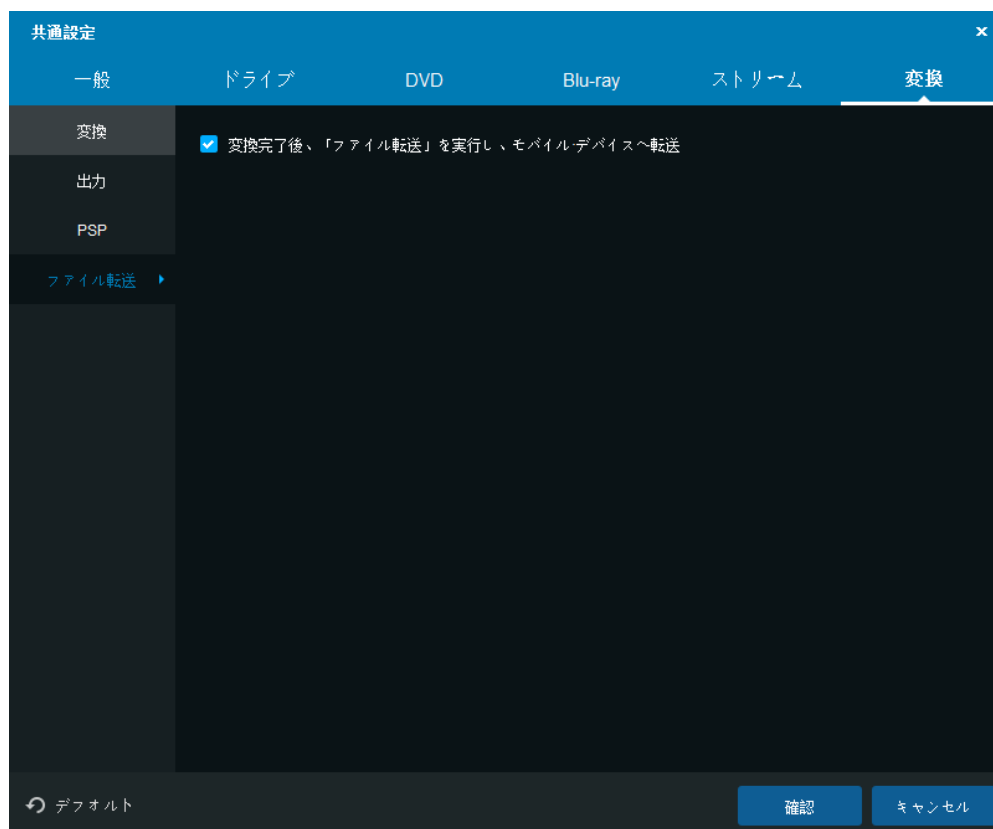 共通設定
一般 ドライブ DVD Blu-ray ストリーム 変換
変換
✓ 変換完了後、「ファイル転送」を実行し、モバイル·デバイスへ転送
出力
PSP
ファイル転送
デフォルト 確認 キャンセル